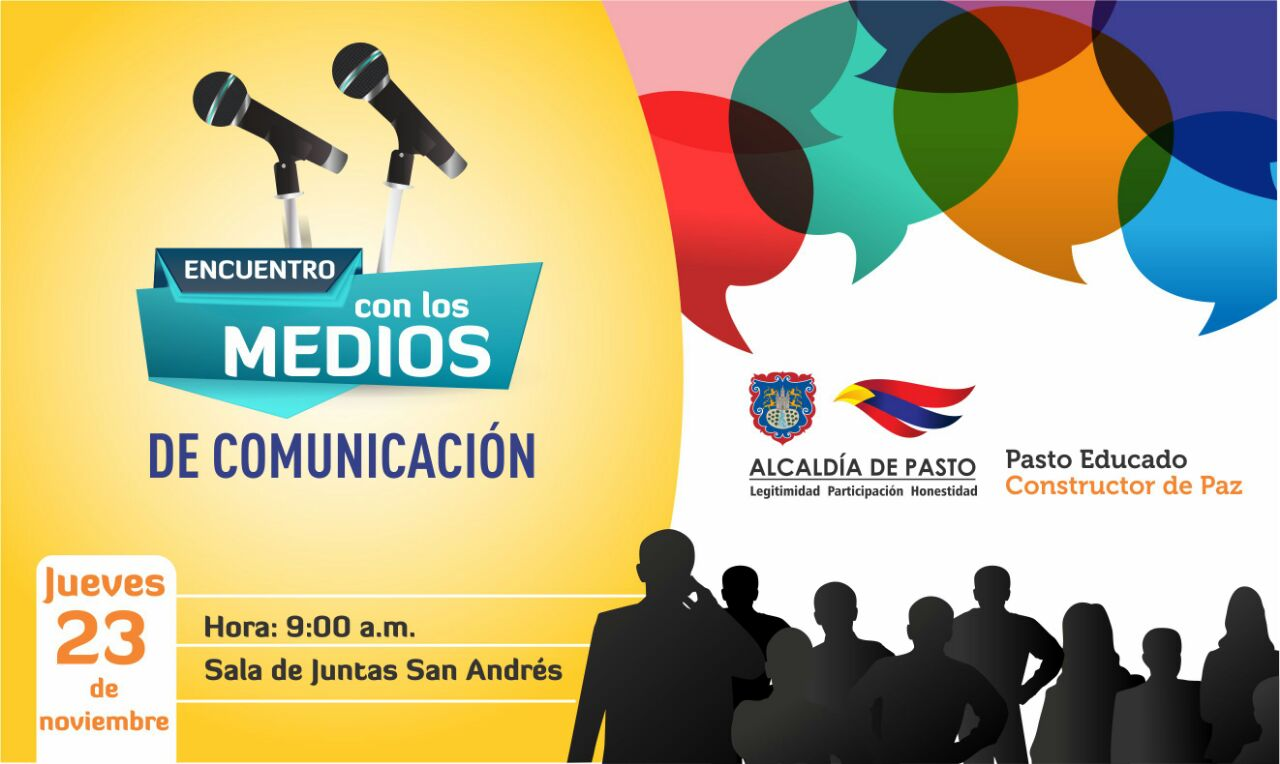 ENCUENTRO
con los
MEDIOS
DE COMUNICACIÓN
Jueves
23
de
noviembre
Hora: 9:00 a.m.
Sala de Juntas San Andrés
ALCALDÍA DE PASTO
Legitimidad Participación Honestidad
Pasto Educado
Constructor de Paz